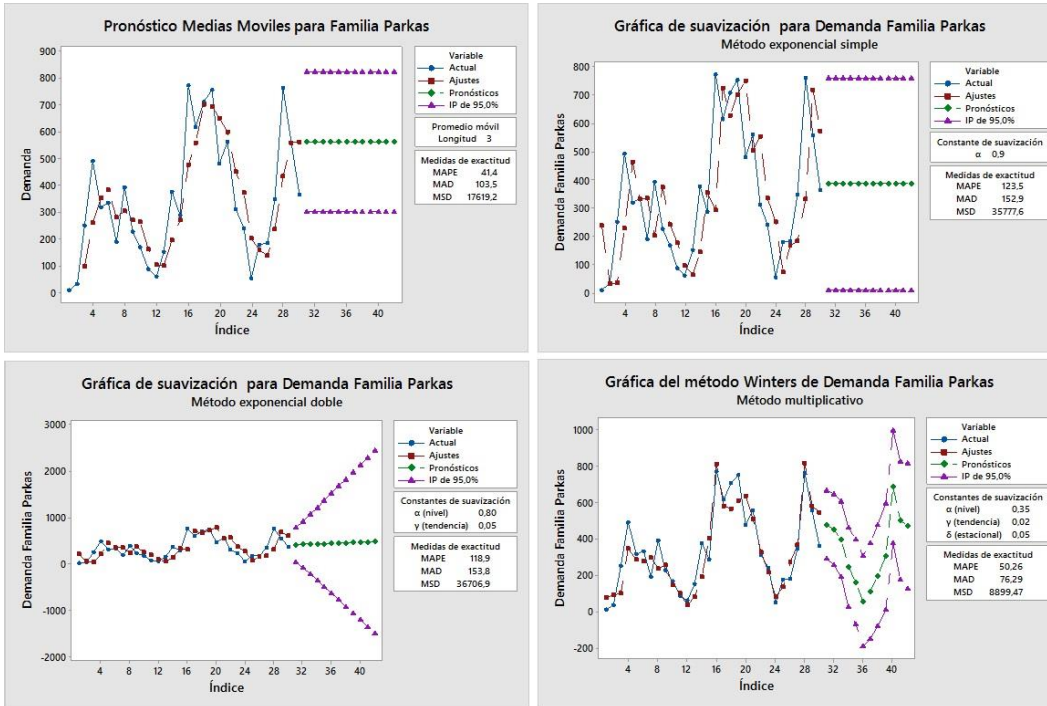 Pronóstico Medias Moviles para Familia Parkas
900
800
700
600
500
400
300
200
100
0
Demanda
4 8 12 16 20 24 28 32 36 40
Índice
Variable
Actual
Ajustes
Pronósticos
IP de 95,0%
Promedio móvil
Longitud 3
Medidas de exactitud
MAPE 41,4
MAD 103,5
MSD 17619,2
Gráfica de suavización para Demanda Familia Parkas
Método exponencial simple
800
700
600
500
400
300
200
100
0
Demanda Familia Parkas
4 8 12 16 20 24 28 32 36 40
Índice
Variable
Actual
Ajustes
Pronósticos
IP de 95,0%
Constante de suavización
α 0,9
Medidas de exactitud
MAPE 123,5
MAD 152,9
MSD 35777,6
Gráfica de suavización para Demanda Familia Parkas
Método exponencial doble
3000
2000
1000
0
-1000
-2000
Demanda Familia Parkas
4 8 12 16 20 24 28 32 36 40
Índice
Variable
Actual
Ajustes
Pronósticos
IP de 95,0%
Constantes de suavización
α (nivel) 0,80
γ (tendencia) 0,05
Medidas de exactitud
MAPE 118,9
MAD 153,8
MSD 36706,9
Gráfica del método Winters de Demanda Familia Parkas
Método multiplicativo
1000
800
600
400
200
0
-200
Demanda Familia Parkas
4 8 12 16 20 24 28 32 36 40
Índice
Variable
Actual
Ajustes
Pronósticos
IP de 95,0%
Constantes de suavización
α (nivel) 0,35
γ (tendencia) 0,02
δ (estacional) 0,05
Medidas de exactitud
MAPE 50,26
MAD 76,29
MSD 8899,47